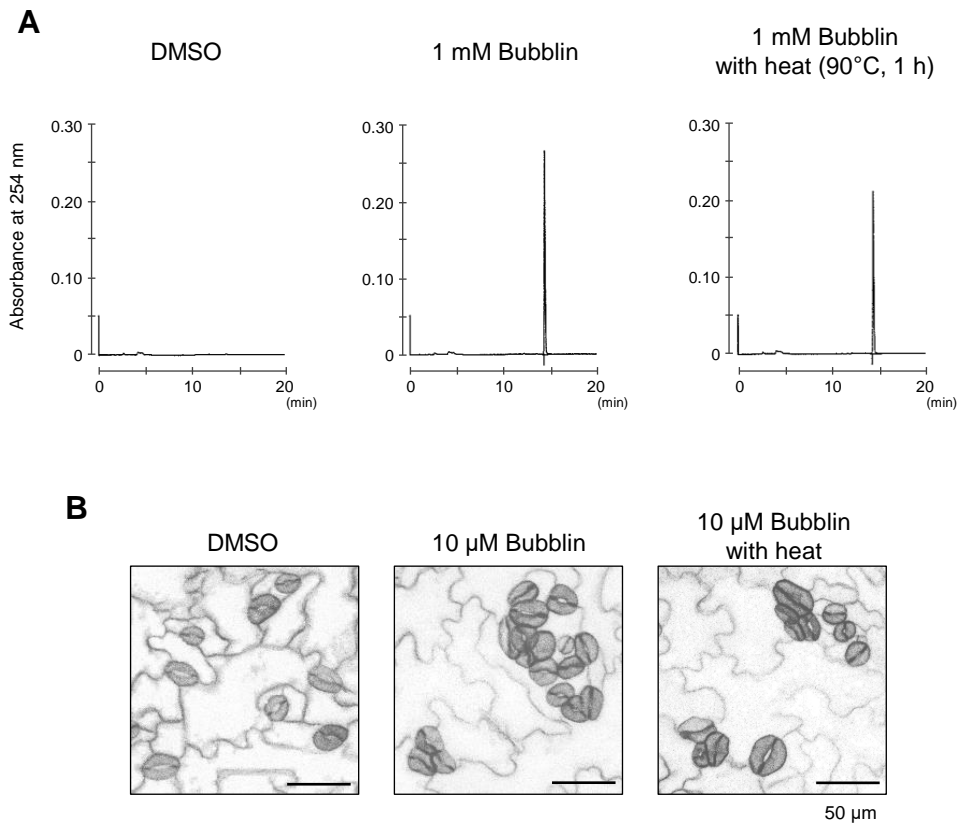 A
DMSO
1 mM Bubblin
1 mM Bubblin
with heat (90°C, 1 h)
Absorbance at 254 nm
0.30
0.20
0.10
0
0
10
20
(min)
0.30
0.20
0.10
0
0
10
20
(min)
0.30
0.20
0.10
0
0
10
20
(min)
B
DMSO
10 µM Bubblin
10 µM Bubblin
with heat
50 µm